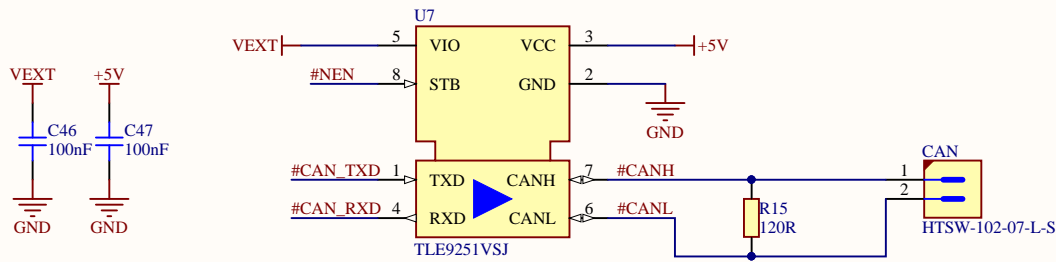 U7
VEXT
5
VIO
VCC
3
+5V
#NEN
8
STB
GND
2
GND
VEXT
+5V
C46
100nF
C47
100nF
GND
GND
#CAN_TXD
1
TXD
CANH
7
#CANH
#CAN_RXD
4
RXD
CANL
6
#CANL
TLE9251VSJ
R15
120R
CAN
1
2
HTSW-102-07-L-S